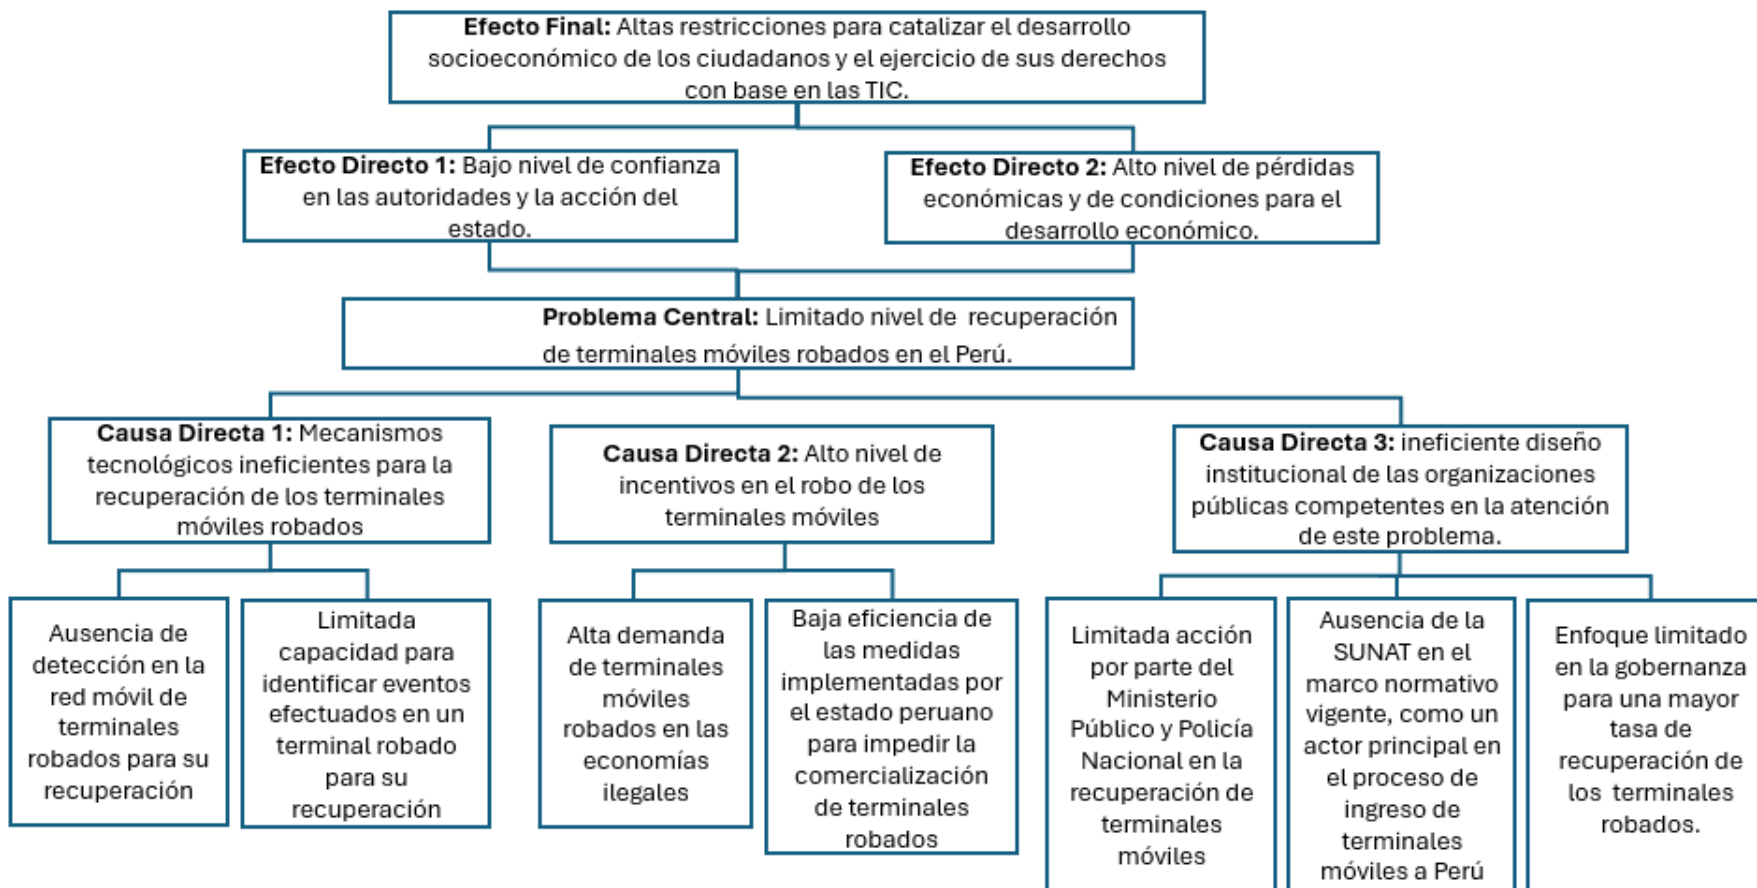 Efecto Final: Altas restricciones para catalizar el desarrollo
socioeconómico de los ciudadanos y el ejercicio de sus derechos
con base en las TIC.
Efecto Directo 1: Bajo nivel de confianza
en las autoridades y la acción del
estado.
Efecto Directo 2: Alto nivel de pérdidas
económicas y de condiciones para el
desarrollo económico.
Problema Central: Limitado nivel de recuperación
de terminales móviles robados en el Perú.
Causa Directa 1: Mecanismos
tecnológicos ineficientes para la
recuperación de los terminales
móviles robados
Causa Directa 2: Alto nivel de
incentivos en el robo de los
terminales móviles
Causa Directa 3: ineficiente diseño
institucional de las organizaciones
públicas competentes en la atención
de este problema.
Ausencia de
detección en la
red móvil de
terminales
robados para su
recuperación
Limitada
capacidad para
identificar eventos
efectuados en un
terminal robado
para su
recuperación
Alta demanda
de terminales
móviles
robados en las
economías
ilegales
Baja eficiencia de
las medidas
implementadas por
el estado peruano
para impedir la
comercialización
de terminales
robados
Limitada acción
por parte del
Ministerio
Público y Policía
Nacional en la
recuperación de
terminales
móviles
Ausencia de la
SUNAT en el
marco normativo
vigente, como un
actor principal en
el proceso de
ingreso de
terminales
móviles a Perú
Enfoque limitado
en la gobernanza
para una mayor
tasa de
recuperación de
los terminales
robados.